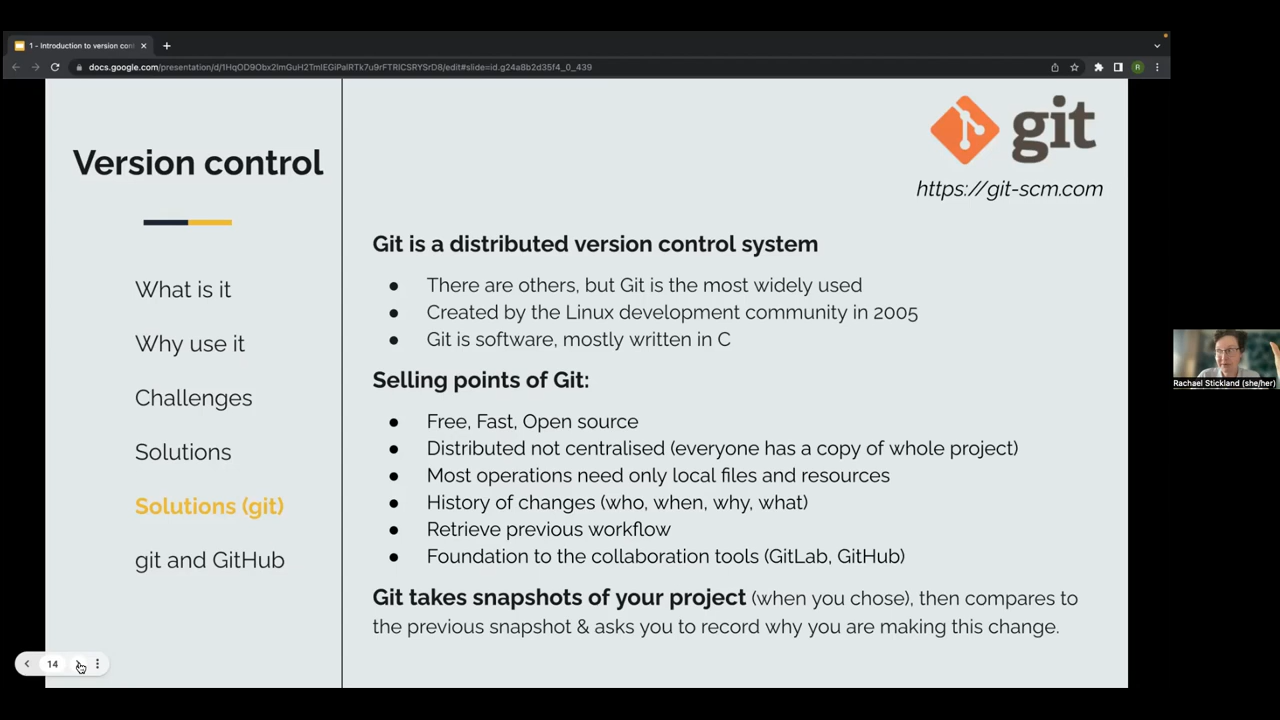 1 - Introduction to version con
docs.google.com/presentation/d/1HqOD9Obx2ImGuH2TmIEGiPalRTk7u9rFTRICSRYSrD8/edit#slide=id.g24a8b2d35f4_0_439
R
git
https://git-scm.com
Version control
What is it
Why use it
Challenges
Solutions
Solutions (git)
git and GitHub
Git is a distributed version control system
● There are others, but Git is the most widely used
● Created by the Linux development community in 2005
● Git is software, mostly written in C
Selling points of Git:
● Free, Fast, Open source
● Distributed not centralised (everyone has a copy of whole project)
● Most operations need only local files and resources
● History of changes (who, when, why, what)
● Retrieve previous workflow
● Foundation to the collaboration tools (GitLab, GitHub)
Git takes snapshots of your project (when you chose), then compares to
the previous snapshot & asks you to record why you are making this change.
14
Rachael Stickland (she/her)